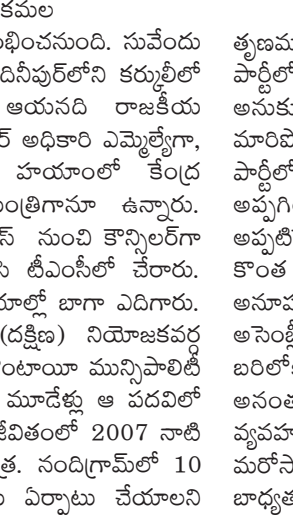 కమల
భించనుంది. సువేందు
దినీపుర్‌లోని కర్కులీలో
ఆయనది రాజకీయ
ర్ అధికారి ఎమ్మెల్యేగా,
హయాంలో కేంద్ర
మంత్రిగానూ ఉన్నారు.
స్ నుంచి కౌన్సిలర్‌గా
సి టీఎంసీలో చేరారు.
బాగా ఎదిగారు.
(దక్షిణ) నియోజకవర్గ
కాంటాయీ మున్సిపాలిటీ
మూడేళ్లు ఆ పదవిలో
జీవితంలో 2007 నాటి
త్ర. నందిగ్రామ్‌లో 10
ఏర్పాటు చేయాలని
తృణమ
పార్టీలో
అనుకు
మారిపో
పార్టీలో
అప్పగి
అప్పటి
కొంత
అనూహ
అసెంబ్లీ
బరిలో
అనంత
వ్యవహ
మరోసా
బాధ్యత